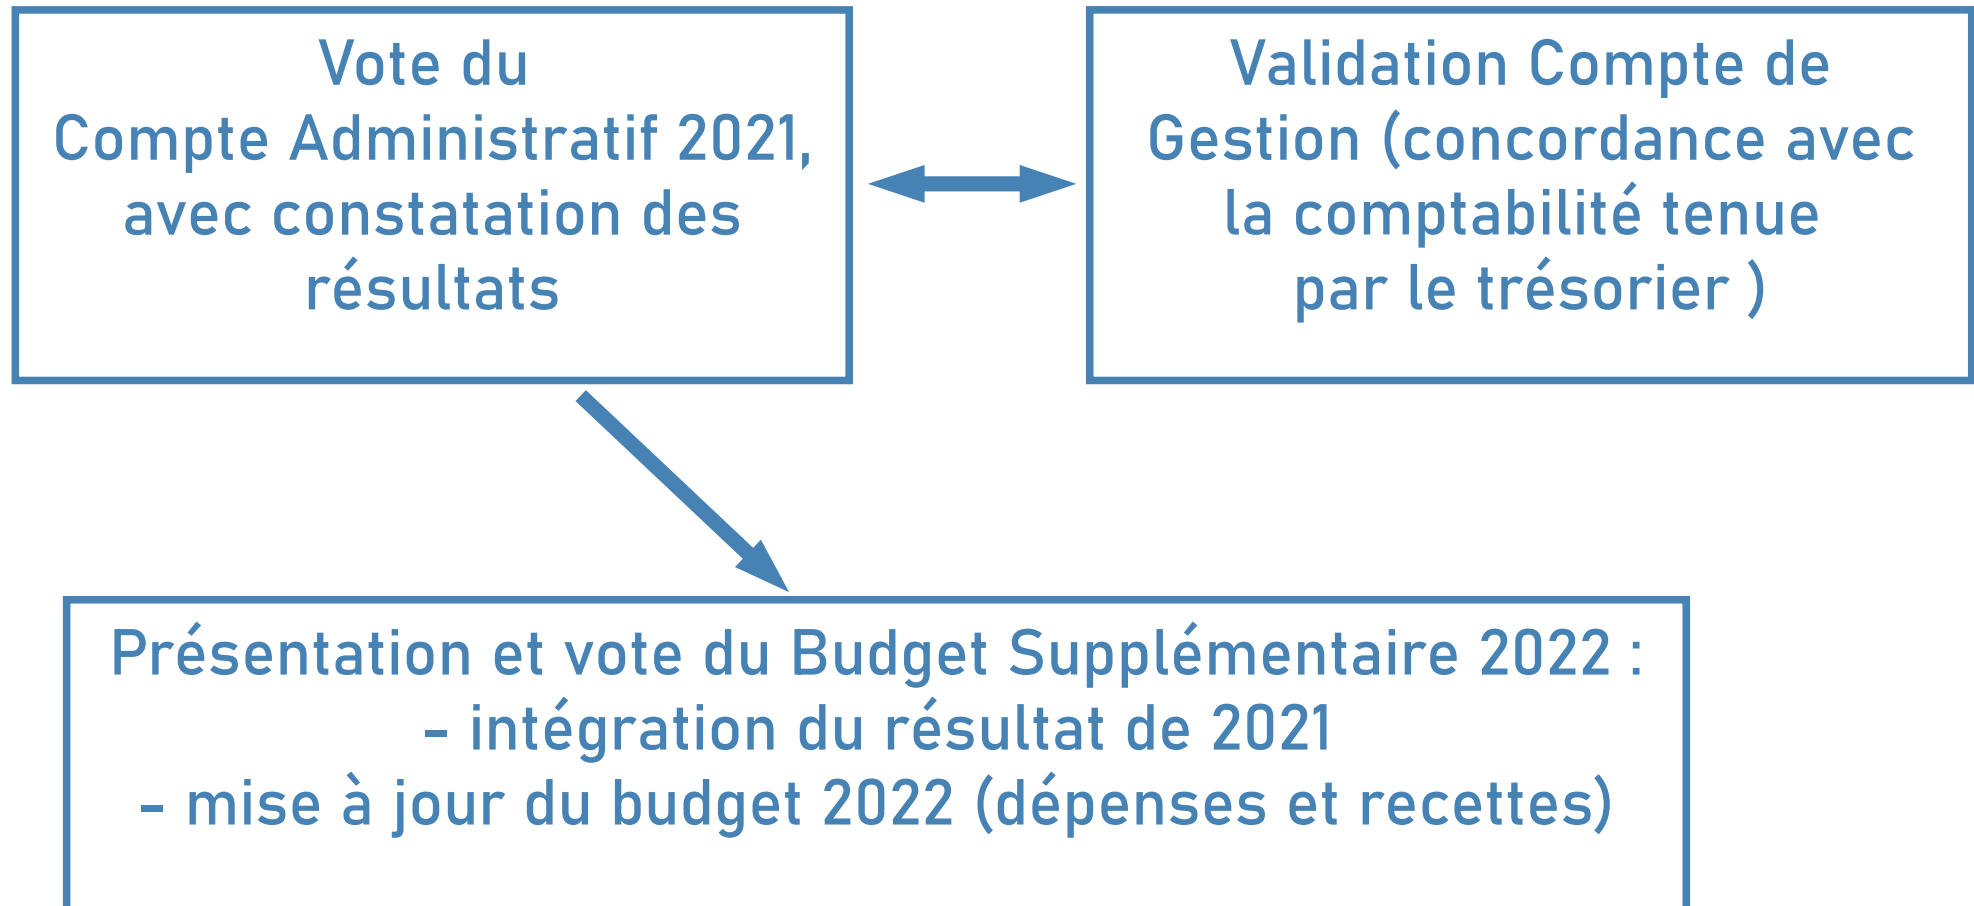 Vote du
Compte Administratif 2021,
avec constatation des
résultats
Validation Compte de
Gestion (concordance avec
la comptabilité tenue
par le trésorier )
Présentation et vote du Budget Supplémentaire 2022 :
- intégration du résultat de 2021
- mise à jour du budget 2022 (dépenses et recettes)